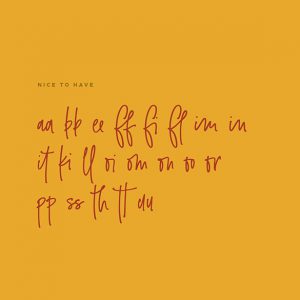 NICE TO HAVE
aa bb ee ff fi fl im in
it ki ll oi om on oo or
pp ss th tt du